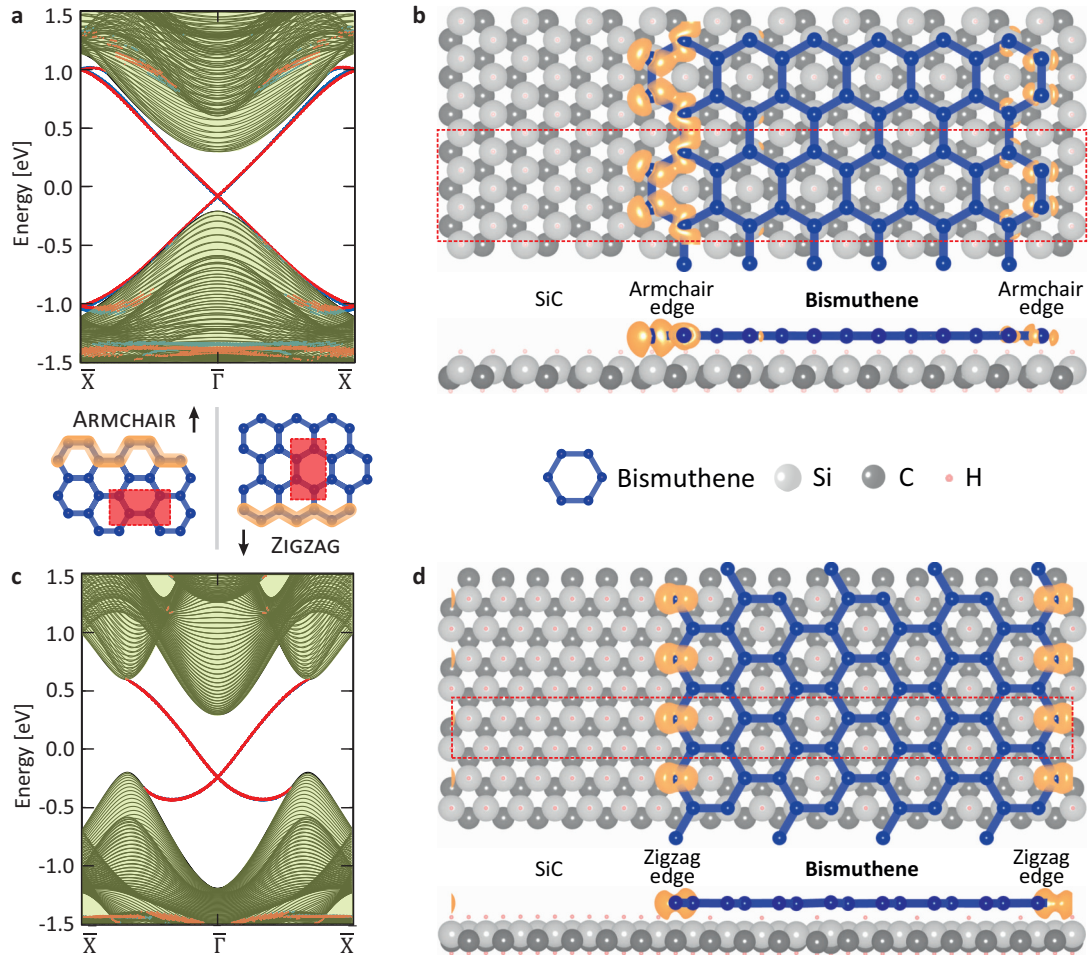 a
Energy [eV]
1.5
1.0
0.5
0.0
-0.5
-1.0
-1.5
X̅ Γ̅ X̅
b
SiC
Armchair edge
Bismuthene
Armchair edge
ARMCHAIR
ZIGZAG
Bismuthene Si C H
c
Energy [eV]
1.5
1.0
0.5
0.0
-0.5
-1.0
-1.5
X̅ Γ̅ X̅
d
SiC
Zigzag edge
Bismuthene
Zigzag edge